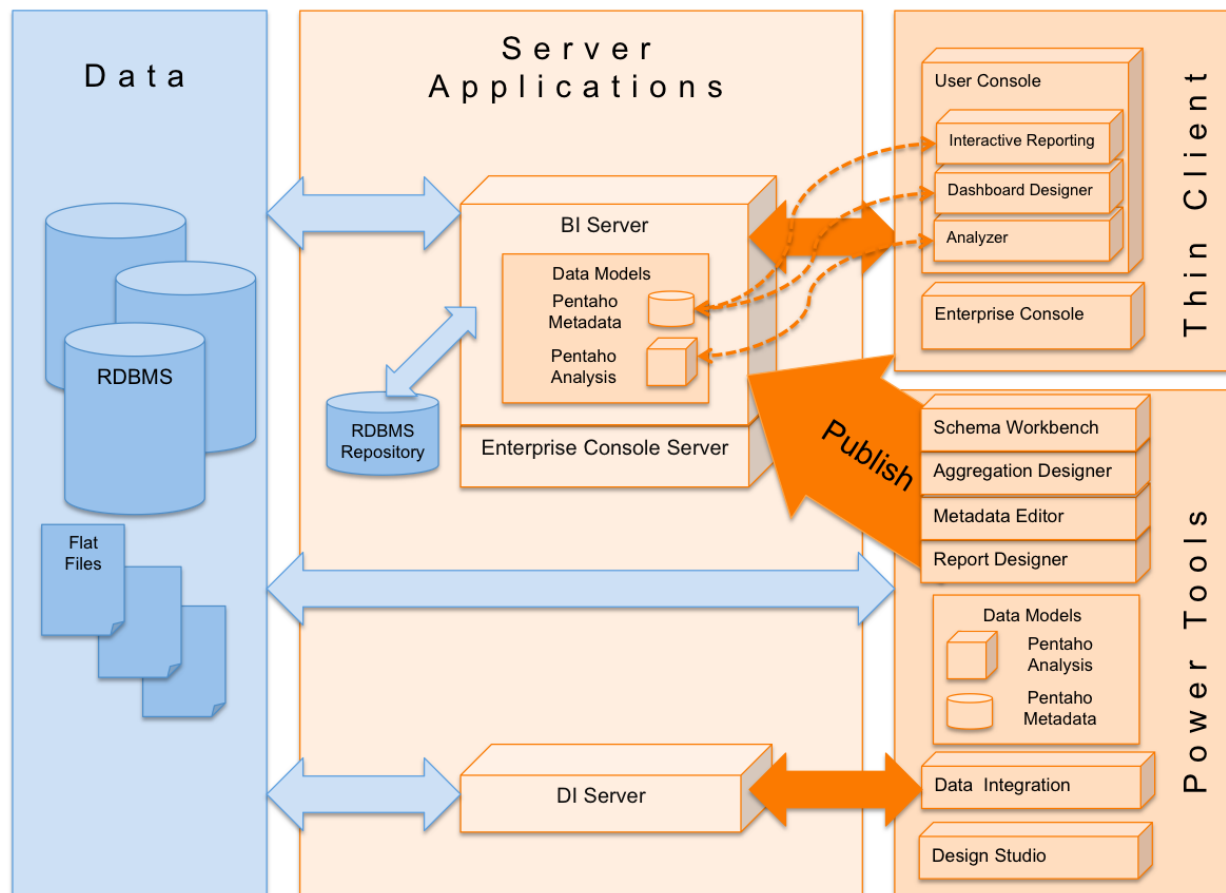 Data
RDBMS
Flat
Files
Server
Applications
BI Server
Data Models
Pentaho
Metadata
Pentaho
Analysis
RDBMS
Repository
Enterprise Console Server
DI Server
Thin Client
User Console
Interactive Reporting
Dashboard Designer
Analyzer
Enterprise Console
Publish
Power Tools
Schema Workbench
Aggregation Designer
Metadata Editor
Report Designer
Data Models
Pentaho
Analysis
Pentaho
Metadata
Data Integration
Design Studio